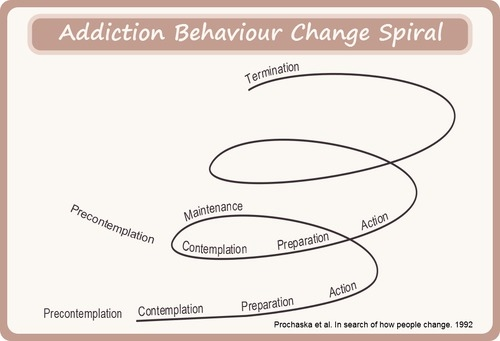 Addiction Behaviour Change Spiral
Termination
Maintenance
Precontemplation
Contemplation
Preparation
Action
Precontemplation
Contemplation
Preparation
Action
Prochaska et al. In search of how people change. 1992